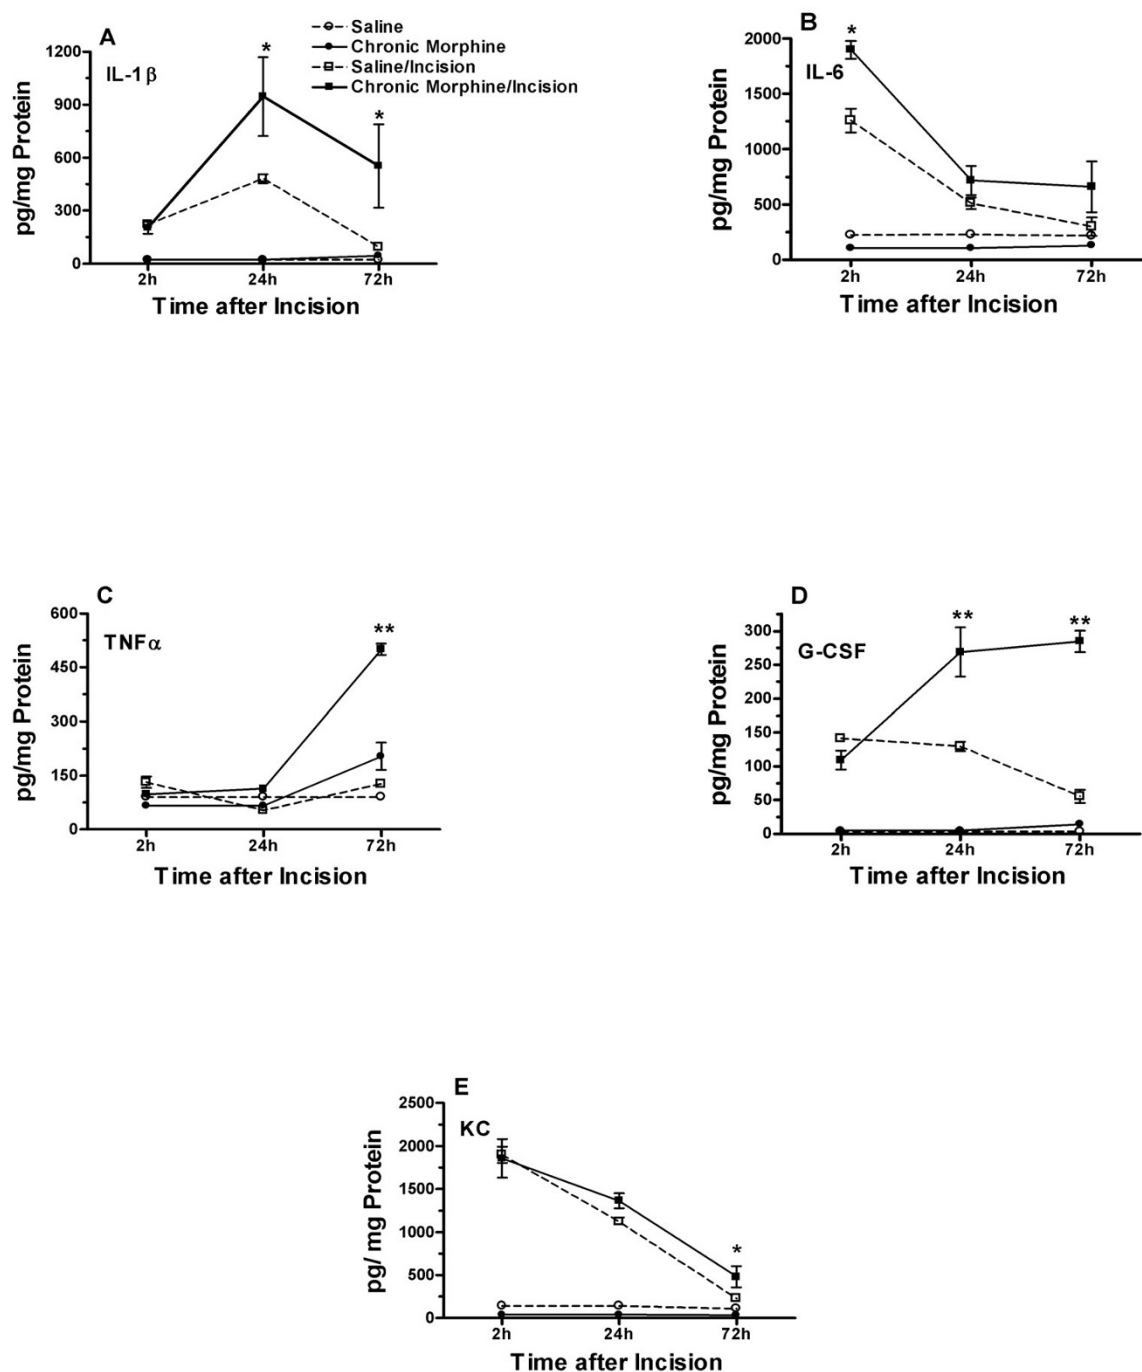 A
IL-1β
Saline
Chronic Morphine
Saline/Incision
Chronic Morphine/Incision
*
*
pg/mg Protein
1200
900
600
300
0
2h 24h 72h
Time after Incision
B
IL-6
*
pg/mg Protein
2000
1500
1000
500
0
2h 24h 72h
Time after Incision
C
TNFα
**
pg/mg Protein
600
450
300
150
0
2h 24h 72h
Time after Incision
D
G-CSF
**
**
pg/mg Protein
300
250
200
150
100
50
0
2h 24h 72h
Time after Incision
E
KC
*
pg/ mg Protein
2500
2000
1500
1000
500
0
2h 24h 72h
Time after Incision